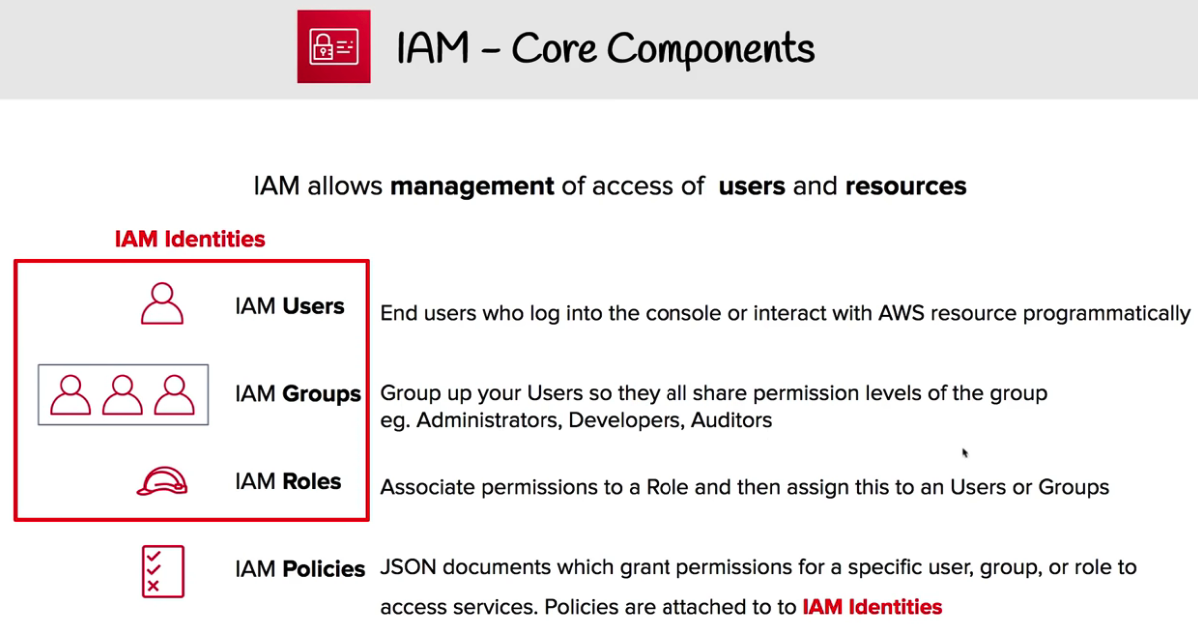 IAM – Core Components
IAM allows management of access of users and resources
IAM Identities
IAM Users
End users who log into the console or interact with AWS resource programmatically
IAM Groups
Group up your Users so they all share permission levels of the group
eg. Administrators, Developers, Auditors
IAM Roles
Associate permissions to a Role and then assign this to an Users or Groups
IAM Policies
JSON documents which grant permissions for a specific user, group, or role to
access services. Policies are attached to to IAM Identities